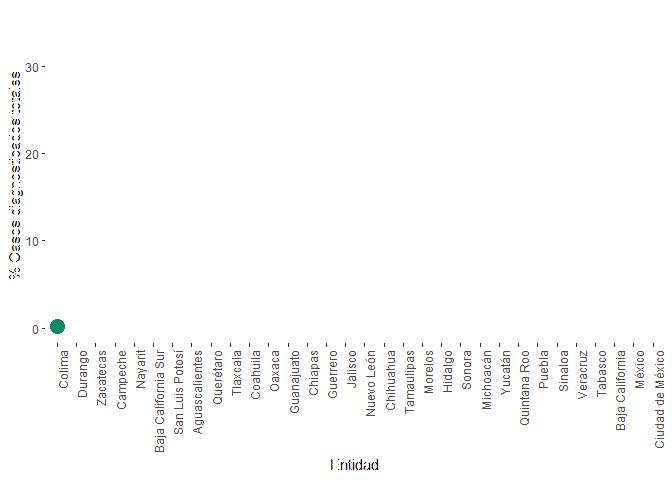 % Casos diagnosticados totales
30
20
10
0
Colima
Durango
Zacatecas
Campeche
Nayarit
Baja California Sur
San Luis Potosí
Aguascalientes
Querétaro
Tlaxcala
Coahuila
Oaxaca
Guanajuato
Chiapas
Guerrero
Jalisco
Nuevo León
Chihuahua
Tamaulipas
Morelos
Hidalgo
Sonora
Michoacán
Yucatán
Quintana Roo
Puebla
Sinaloa
Veracruz
Tabasco
Baja California
México
Ciudad de México
Entidad